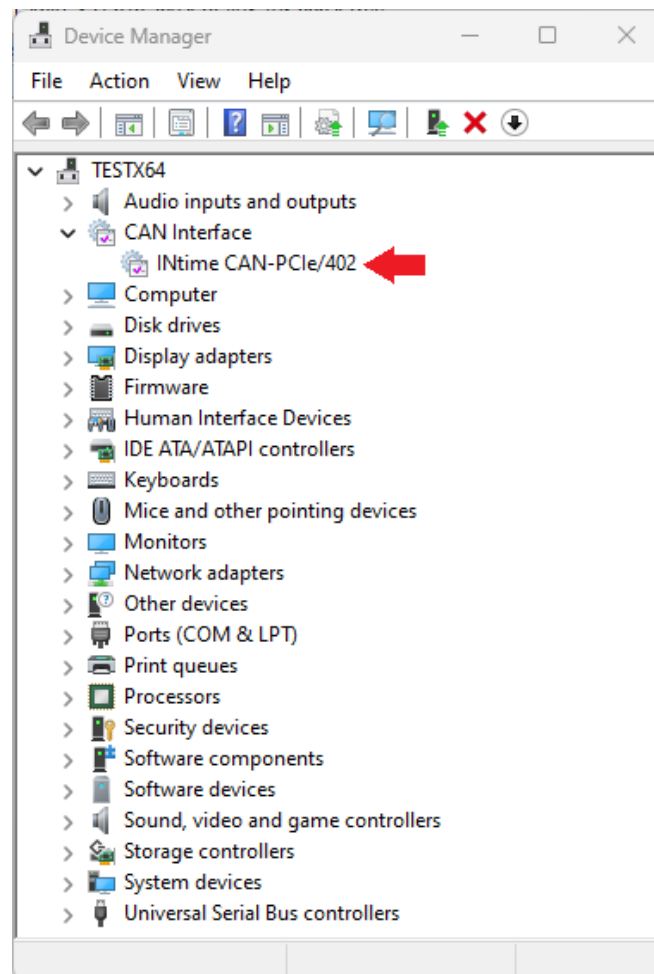 Device Manager
File Action View Help
TESTX64
Audio inputs and outputs
CAN Interface
INtime CAN-PCIe/402
Computer
Disk drives
Display adapters
Firmware
Human Interface Devices
IDE ATA/ATAPI controllers
Keyboards
Mice and other pointing devices
Monitors
Network adapters
Other devices
Ports (COM & LPT)
Print queues
Processors
Security devices
Software components
Software devices
Sound, video and game controllers
Storage controllers
System devices
Universal Serial Bus controllers